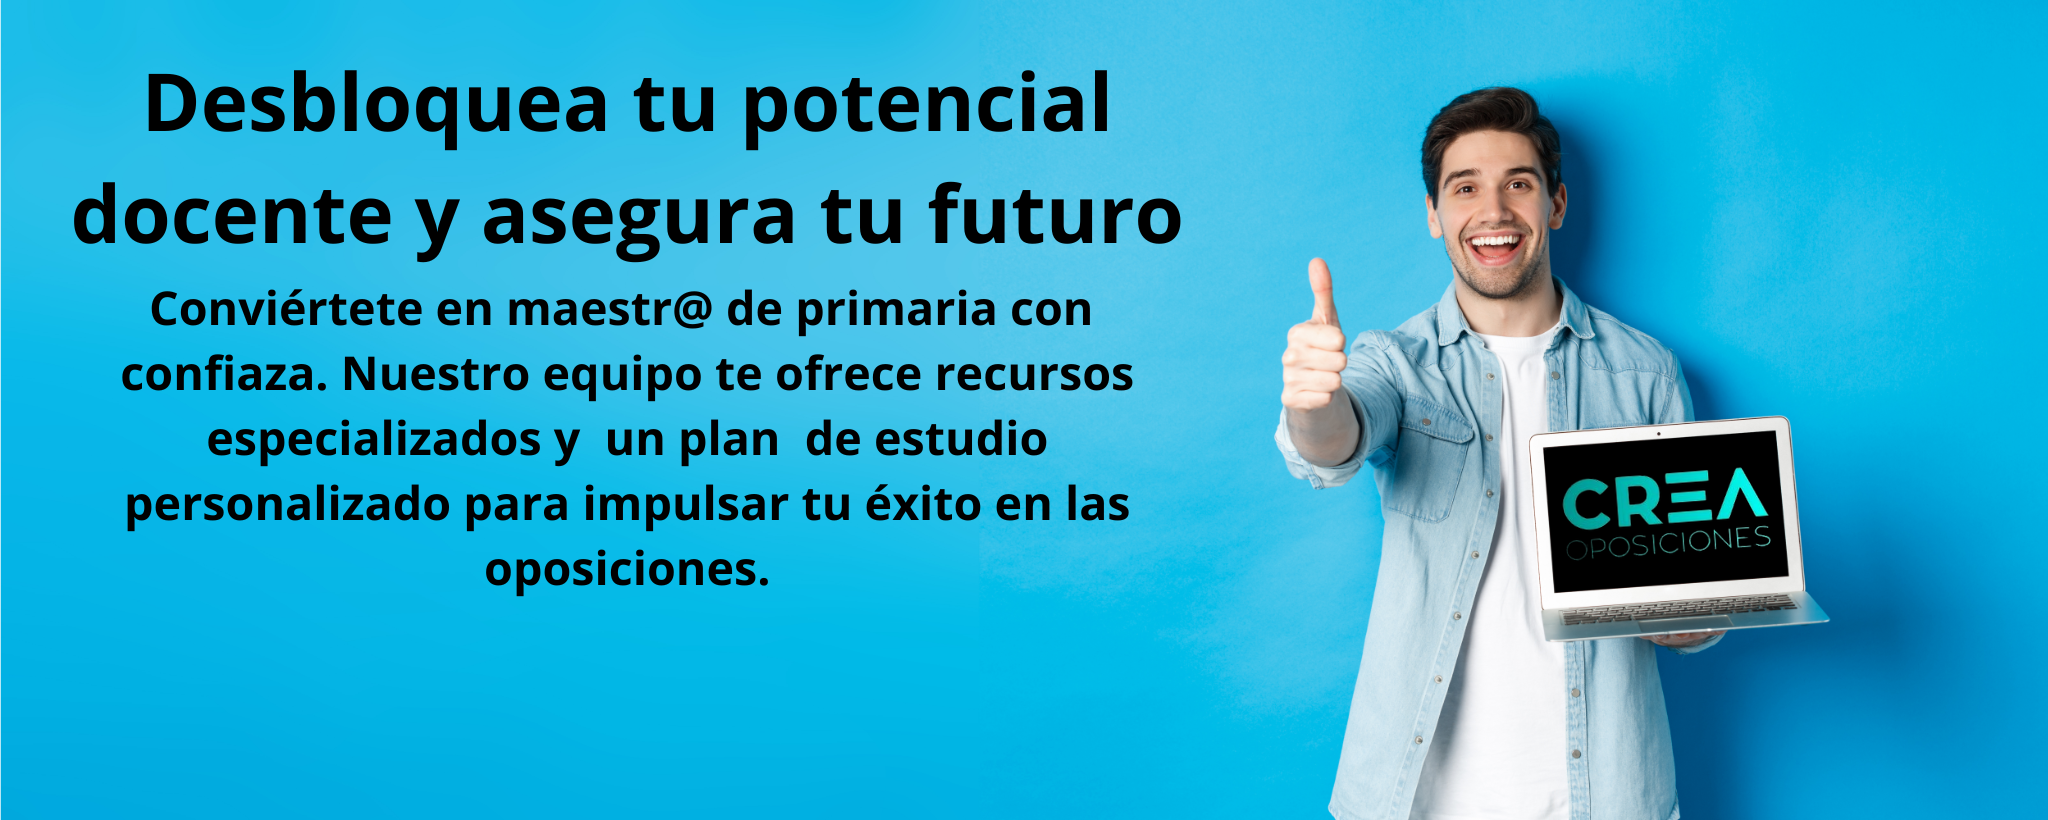 Desbloquea tu potencial
docente y asegura tu futuro
Conviértete en maestr@ de primaria con
confiaza. Nuestro equipo te ofrece recursos
especializados y  un plan  de estudio
personalizado para impulsar tu éxito en las
oposiciones.
CREA
OPOSICIONES